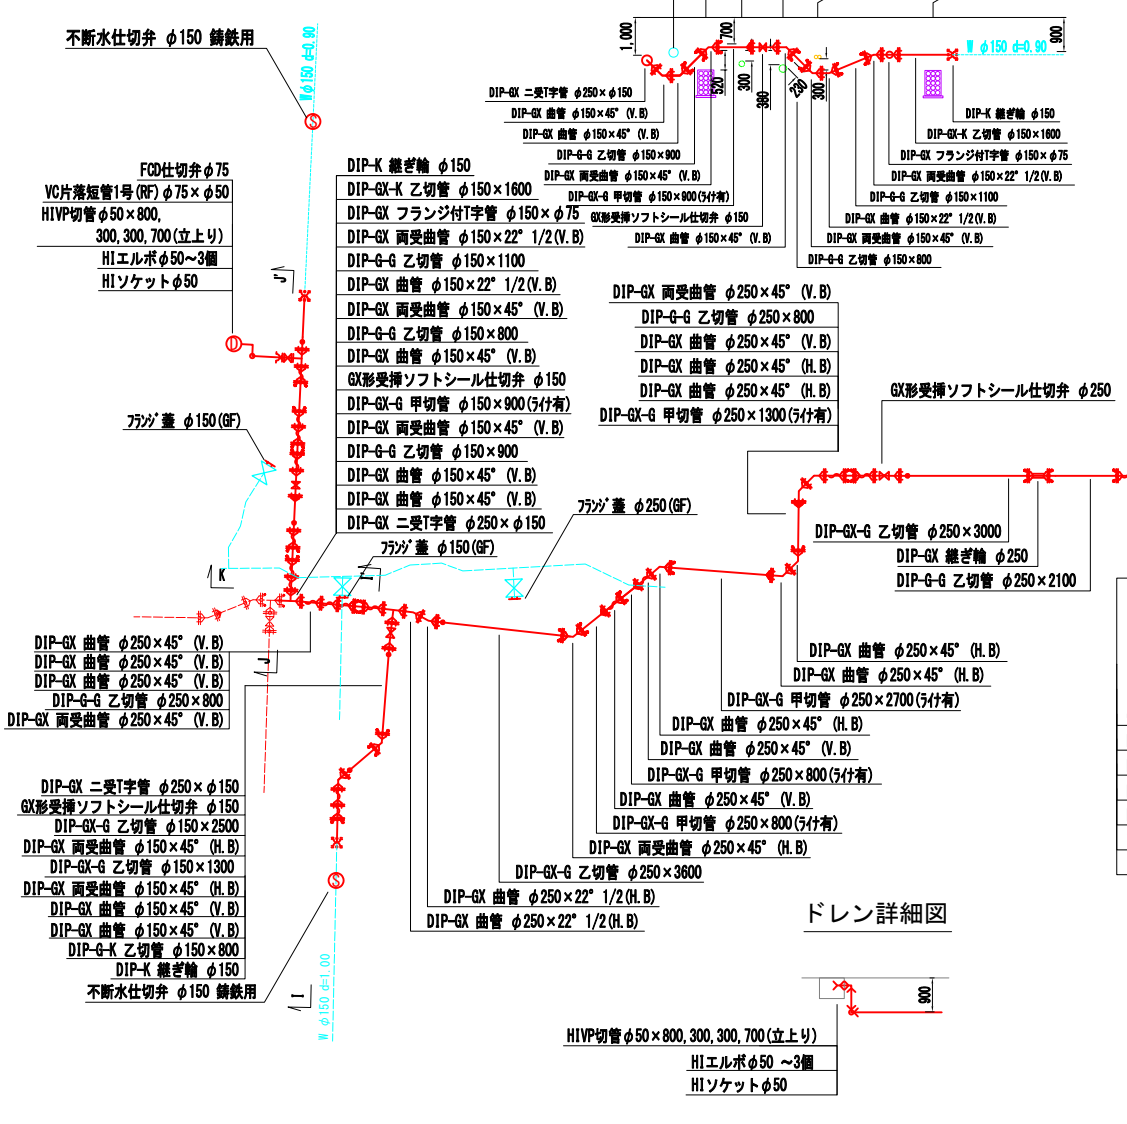 不断水仕切弁 φ150 鋳鉄用
Wφ150 d=0.90
S
FCD仕切弁φ75
VC片落短管1号(RF)φ75×φ50
HIVP切管φ50×800,
300,300,700(立上り)
HIエルボφ50～3個
HIソケットφ50
D
J'
フランジ蓋 φ150(GF)
DIP-K 継ぎ輪 φ150
DIP-GX-K 乙切管 φ150×1600
DIP-GX フランジ付T字管 φ150×φ75
DIP-GX 両受曲管 φ150×22° 1/2(V.B)
DIP-G-G 乙切管 φ150×1100
DIP-GX 曲管 φ150×22° 1/2(V.B)
DIP-GX 両受曲管 φ150×45° (V.B)
DIP-G-G 乙切管 φ150×800
DIP-GX 曲管 φ150×45° (V.B)
GX形受挿ソフトシール仕切弁 φ150
DIP-GX-G 甲切管 φ150×900(ﾗｲﾅ有)
DIP-GX 両受曲管 φ150×45° (V.B)
DIP-G-G 乙切管 φ150×900
DIP-GX 曲管 φ150×45° (V.B)
DIP-GX 曲管 φ150×45° (V.B)
DIP-GX 二受T字管 φ250×φ150
1,000
700
900
W φ150 d=0.90
520
300
380
230
300
DIP-GX 二受T字管 φ250×φ150
DIP-GX 曲管 φ150×45° (V.B)
DIP-GX 曲管 φ150×45° (V.B)
DIP-G-G 乙切管 φ150×900
DIP-GX 両受曲管 φ150×45° (V.B)
DIP-GX-G 甲切管 φ150×900(ﾗｲﾅ有)
GX形受挿ソフトシール仕切弁 φ150
DIP-GX 曲管 φ150×45° (V.B)
DIP-K 継ぎ輪 φ150
DIP-GX-K 乙切管 φ150×1600
DIP-GX フランジ付T字管 φ150×φ75
DIP-GX 両受曲管 φ150×22° 1/2(V.B)
DIP-G-G 乙切管 φ150×1100
DIP-GX 曲管 φ150×22° 1/2(V.B)
DIP-GX 両受曲管 φ150×45° (V.B)
DIP-G-G 乙切管 φ150×800
DIP-GX 両受曲管 φ250×45° (V.B)
DIP-G-G 乙切管 φ250×800
DIP-GX 曲管 φ250×45° (V.B)
DIP-GX 曲管 φ250×45° (H.B)
DIP-GX 曲管 φ250×45° (H.B)
DIP-GX-G 甲切管 φ250×1300(ﾗｲﾅ有)
GX形受挿ソフトシール仕切弁 φ250
DIP-GX-G 乙切管 φ250×3000
DIP-GX 継ぎ輪 φ250
DIP-G-G 乙切管 φ250×2100
フランジ蓋 φ250(GF)
フランジ蓋 φ150(GF)
K
J
DIP-GX 曲管 φ250×45° (V.B)
DIP-GX 曲管 φ250×45° (V.B)
DIP-GX 曲管 φ250×45° (V.B)
DIP-G-G 乙切管 φ250×800
DIP-GX 両受曲管 φ250×45° (V.B)
DIP-GX 二受T字管 φ250×φ150
GX形受挿ソフトシール仕切弁 φ150
DIP-GX-G 乙切管 φ150×2500
DIP-GX 両受曲管 φ150×45° (H.B)
DIP-GX-G 乙切管 φ150×1300
DIP-GX 両受曲管 φ150×45° (H.B)
DIP-GX 曲管 φ150×45° (V.B)
DIP-GX 曲管 φ150×45° (V.B)
DIP-G-K 乙切管 φ150×800
DIP-K 継ぎ輪 φ150
不断水仕切弁 φ150 鋳鉄用
S
W φ150 d=1.00
I
DIP-GX 曲管 φ250×45° (H.B)
DIP-GX 曲管 φ250×45° (H.B)
DIP-GX-G 甲切管 φ250×2700(ﾗｲﾅ有)
DIP-GX 曲管 φ250×45° (H.B)
DIP-GX 曲管 φ250×45° (V.B)
DIP-GX-G 甲切管 φ250×800(ﾗｲﾅ有)
DIP-GX 曲管 φ250×45° (V.B)
DIP-GX-G 甲切管 φ250×800(ﾗｲﾅ有)
DIP-GX 両受曲管 φ250×45° (H.B)
DIP-GX-G 乙切管 φ250×3600
DIP-GX 曲管 φ250×22° 1/2(H.B)
DIP-GX 曲管 φ250×22° 1/2(H.B)
ドレン詳細図
900
HIVP切管φ50×800,300,300,700(立上り)
HIエルボφ50 ～3個
HIソケットφ50